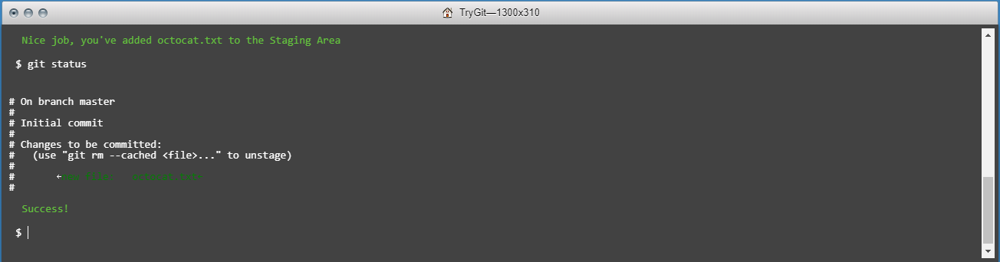 TryGit—1300x310
Nice job, you've added octocat.txt to the Staging Area
$ git status
# On branch master
#
# Initial commit
#
# Changes to be committed:
#   (use "git rm --cached <file>..." to unstage)
#
#       ←new file:   octocat.txt←
#
Success!
$